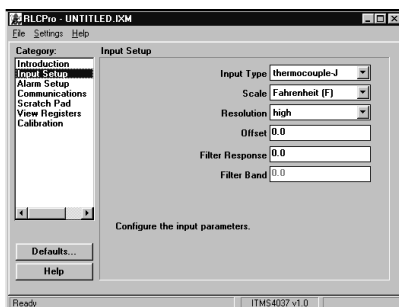 RLCPro - UNTITLED.IXM
File Settings Help
Category:
Introduction
Input Setup
Alarm Setup
Communications
Scratch Pad
View Registers
Calibration
Defaults...
Help
Input Setup
Input Type thermocouple-J
Scale Fahrenheit (F)
Resolution high
Offset 0.0
Filter Response 0.0
Filter Band 0.0
Configure the input parameters.
Ready ITMS4037 v1.0